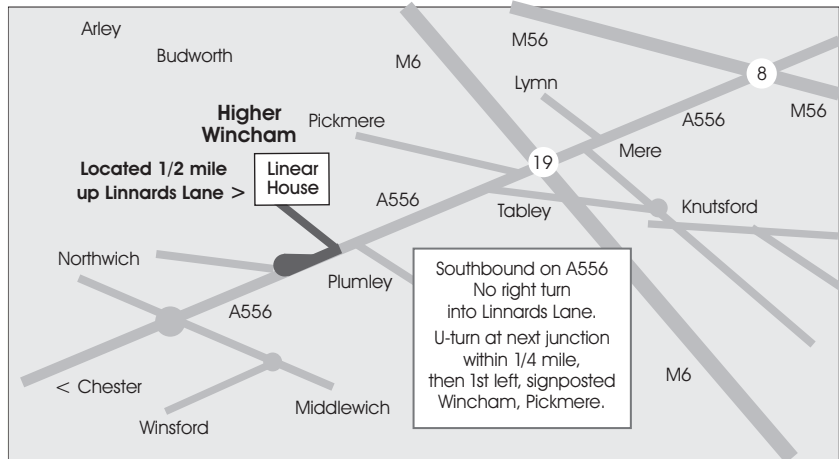 Arley
Budworth
M6
M56
8
M56
Lymn
A556
Higher
Wincham
Pickmere
19
Mere
Located 1/2 mile
up Linnards Lane >
Linear
House
A556
Tabley
Knutsford
Northwich
Plumley
A556
Southbound on A556
No right turn
into Linnards Lane.
U-turn at next junction
within 1/4 mile,
then 1st left, signposted
Wincham, Pickmere.
M6
< Chester
Middlewich
Winsford